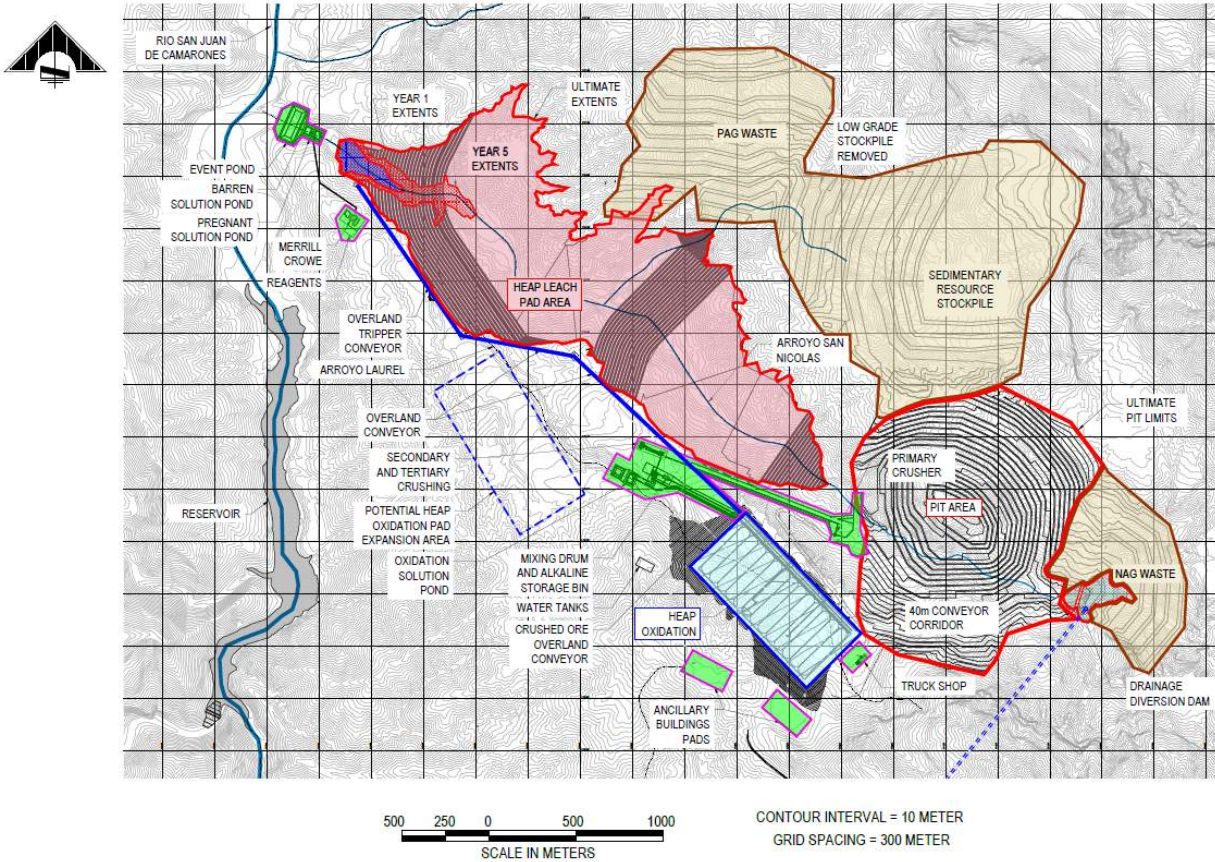 RIO SAN JUAN
DE CAMARONES
YEAR 1
EXTENTS
ULTIMATE
EXTENTS
PAG WASTE
LOW GRADE
STOCKPILE
REMOVED
YEAR 5
EXTENTS
EVENT POND
BARREN
SOLUTION POND
PREGNANT
SOLUTION POND
MERRILL
CROWE
REAGENTS
HEAP LEACH
PAD AREA
SEDIMENTARY
RESOURCE
STOCKPILE
OVERLAND
TRIPPER
CONVEYOR
ARROYO LAUREL
ARROYO SAN
NICOLAS
OVERLAND
CONVEYOR
ULTIMATE
PIT LIMITS
SECONDARY
AND TERTIARY
CRUSHING
PRIMARY
CRUSHER
RESERVOIR
POTENTIAL HEAP
OXIDATION PAD
EXPANSION AREA
PIT AREA
OXIDATION
SOLUTION
POND
MIXING DRUM
AND ALKALINE
STORAGE BIN
WATER TANKS
CRUSHED ORE
OVERLAND
CONVEYOR
HEAP
OXIDATION
40m CONVEYOR
CORRIDOR
NAG WASTE
TRUCK SHOP
DRAINAGE
DIVERSION DAM
ANCILLARY
BUILDINGS
PADS
500 250 0 500 1000
SCALE IN METERS
CONTOUR INTERVAL = 10 METER
GRID SPACING = 300 METER